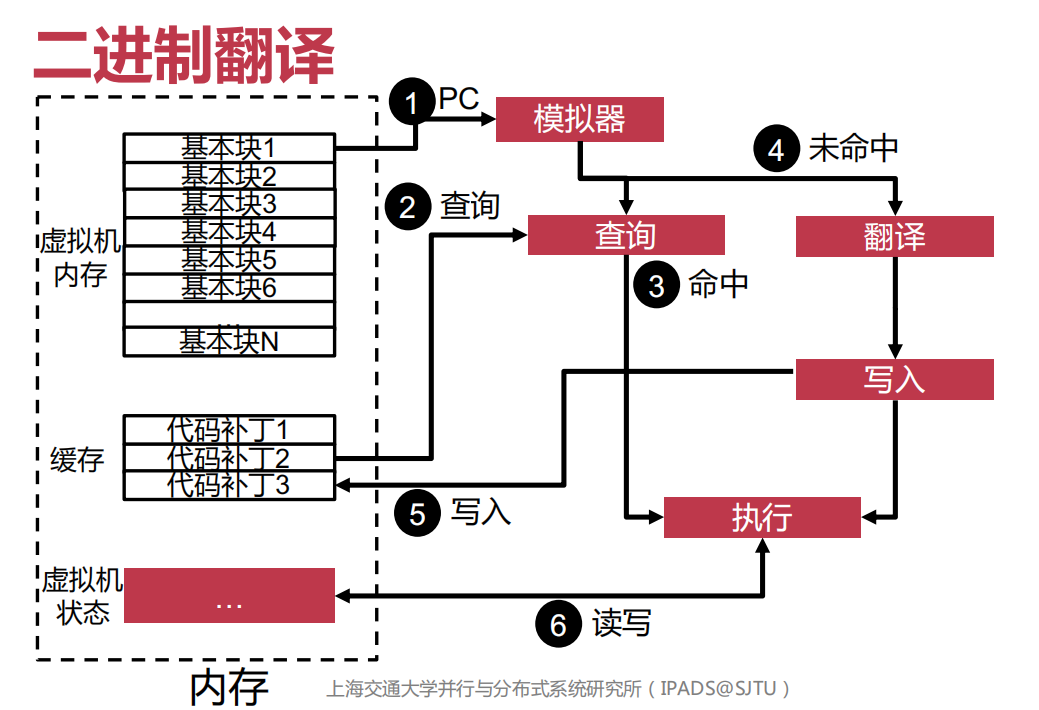 二进制翻译
1 PC
模拟器
4 未命中
基本块1
基本块2
基本块3
基本块4
基本块5
基本块6
...
基本块N
虚拟机
内存
2 查询
查询
翻译
3 命中
写入
缓存
代码补丁1
代码补丁2
代码补丁3
5 写入
执行
虚拟机
状态
...
6 读写
内存
上海交通大学并行与分布式系统研究所（IPADS@SJTU）